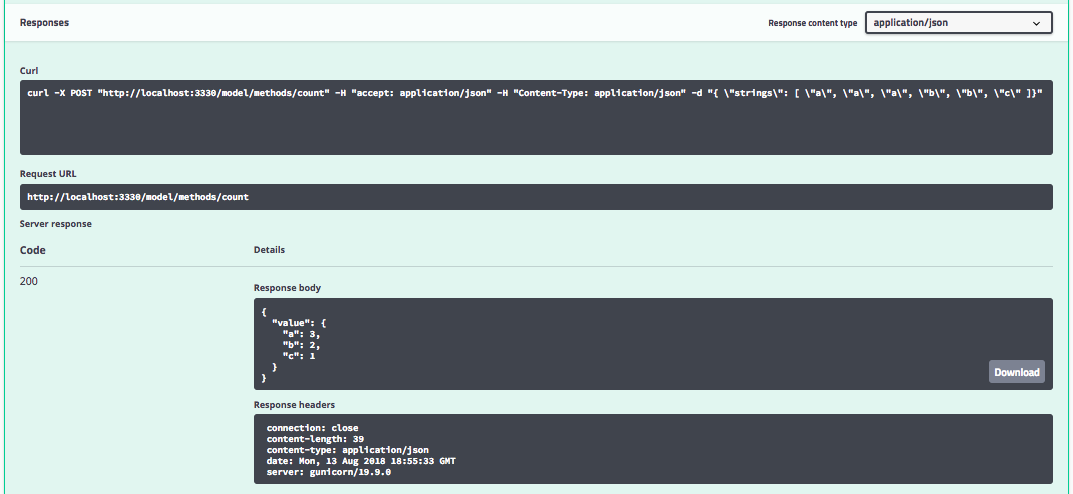 Responses
Response content type application/json
Curl
curl -X POST "http://localhost:3330/model/methods/count" -H "accept: application/json" -H "Content-Type: application/json" -d "{ \"strings\": [ \"a\", \"a\", \"a\", \"b\", \"b\", \"c\" ]}"
Request URL
http://localhost:3330/model/methods/count
Server response
Code Details
200
Response body
{
  "value": {
    "a": 3,
    "b": 2,
    "c": 1
  }
}
Download
Response headers
connection: close
content-length: 39
content-type: application/json
date: Mon, 13 Aug 2018 18:55:33 GMT
server: gunicorn/19.9.0